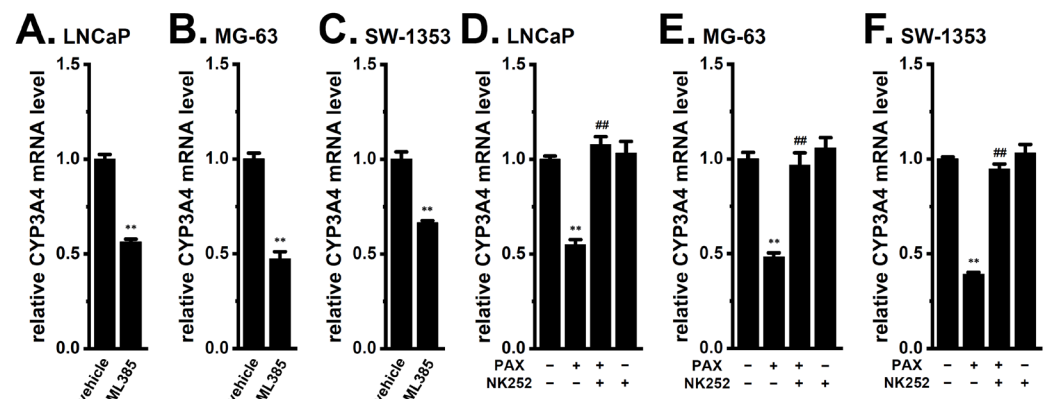 A. LNCaP
relative CYP3A4 mRNA level
1.5
1.0
0.5
0.0
**
vehicle
ML385
B. MG-63
relative CYP3A4 mRNA level
1.5
1.0
0.5
0.0
**
vehicle
ML385
C. SW-1353
relative CYP3A4 mRNA level
1.5
1.0
0.5
0.0
**
vehicle
ML385
D. LNCaP
relative CYP3A4 mRNA level
1.5
1.0
0.5
0.0
**
##
PAX − + + −
NK252 − − + +
E. MG-63
relative CYP3A4 mRNA level
1.5
1.0
0.5
0.0
**
##
PAX − + + −
NK252 − − + +
F. SW-1353
relative CYP3A4 mRNA level
1.5
1.0
0.5
0.0
**
##
PAX − + + −
NK252 − − + +